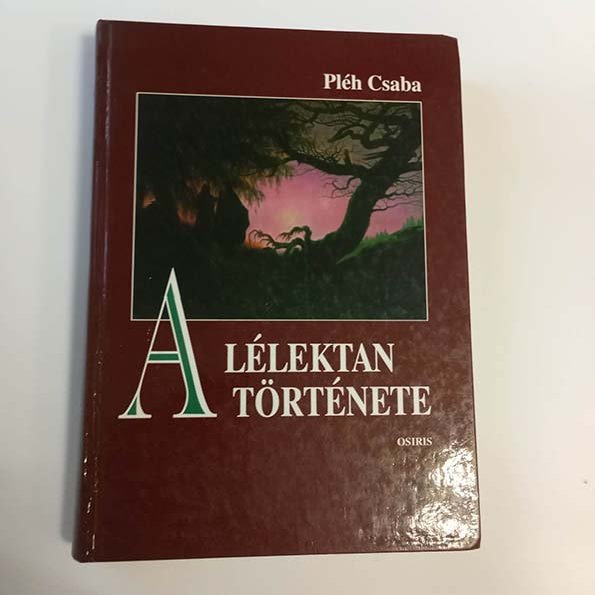 Pléh Csaba
A LÉLEKTAN
TÖRTÉNETE
OSIRIS